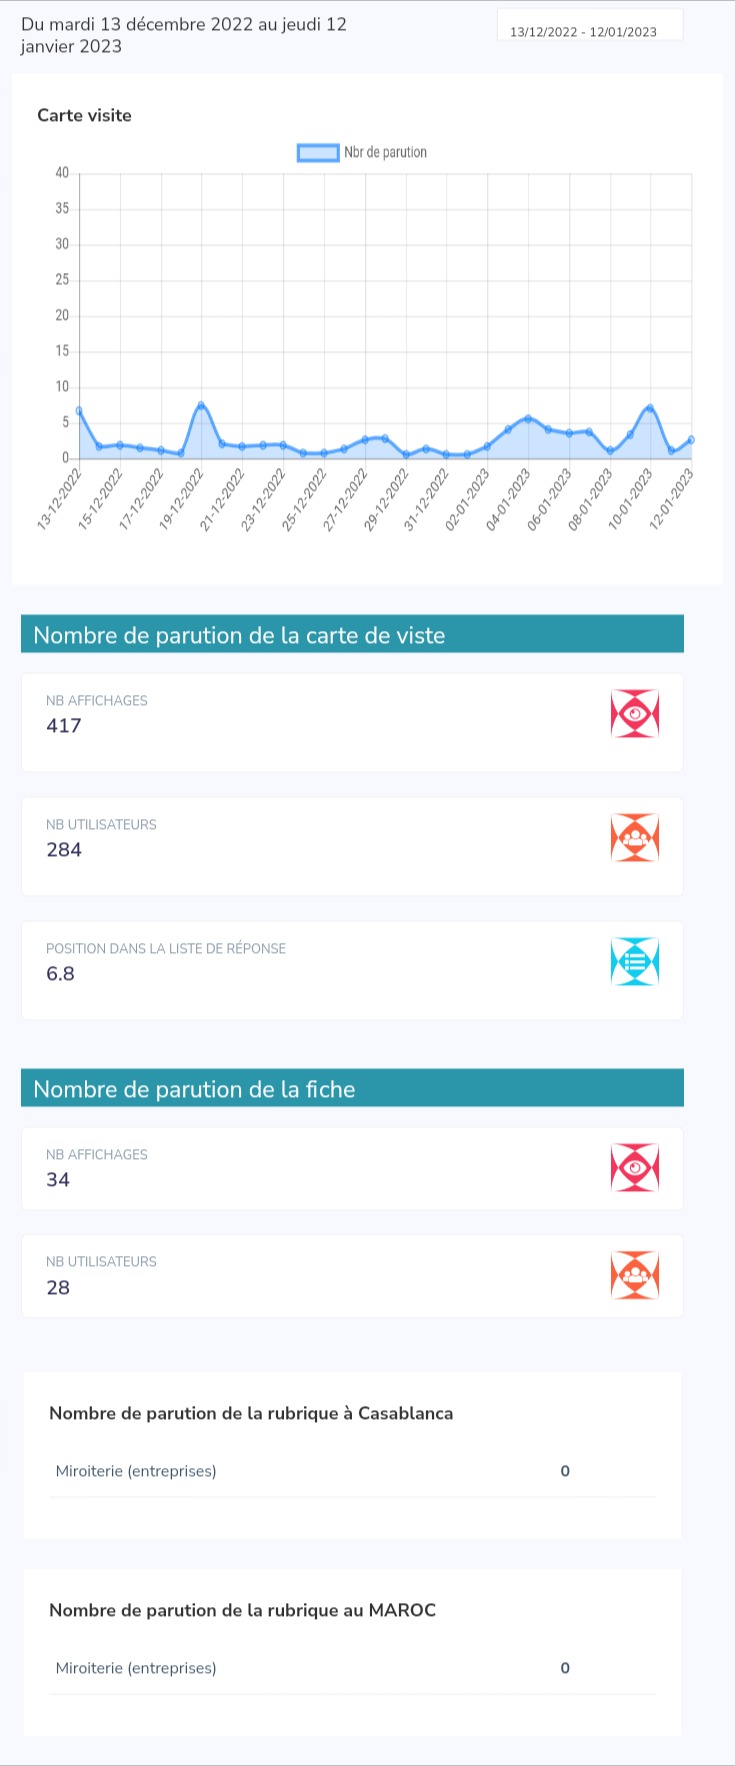 Du mardi 13 décembre 2022 au jeudi 12
janvier 2023
13/12/2022 - 12/01/2023
Carte visite
Nbr de parution
40
35
30
25
20
15
10
5
0
13-12-2022
15-12-2022
17-12-2022
19-12-2022
21-12-2022
23-12-2022
25-12-2022
27-12-2022
29-12-2022
31-12-2022
02-01-2023
04-01-2023
06-01-2023
08-01-2023
10-01-2023
12-01-2023
Nombre de parution de la carte de viste
NB AFFICHAGES
417
NB UTILISATEURS
284
POSITION DANS LA LISTE DE RÉPONSE
6.8
Nombre de parution de la fiche
NB AFFICHAGES
34
NB UTILISATEURS
28
Nombre de parution de la rubrique à Casablanca
Miroiterie (entreprises) 0
Nombre de parution de la rubrique au MAROC
Miroiterie (entreprises) 0